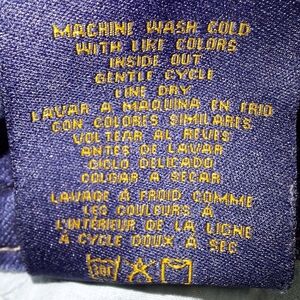 MACHINE WASH COLD
WITH LIKE COLORS
INSIDE OUT
GENTLE CYCLE
LINE DRY
LAVAR A MAQUINA EN FRIO
CON COLORES SIMILARES
VOLTEAR AL REVES
ANTES DE LAVAR
CICLO DELICADO
COLGAR A SECAR
LAVAGE A FROID COMME
LES COULEURS A
L'INTERIEUR DE LA LIGNE
A CYCLE DOUX A SEC